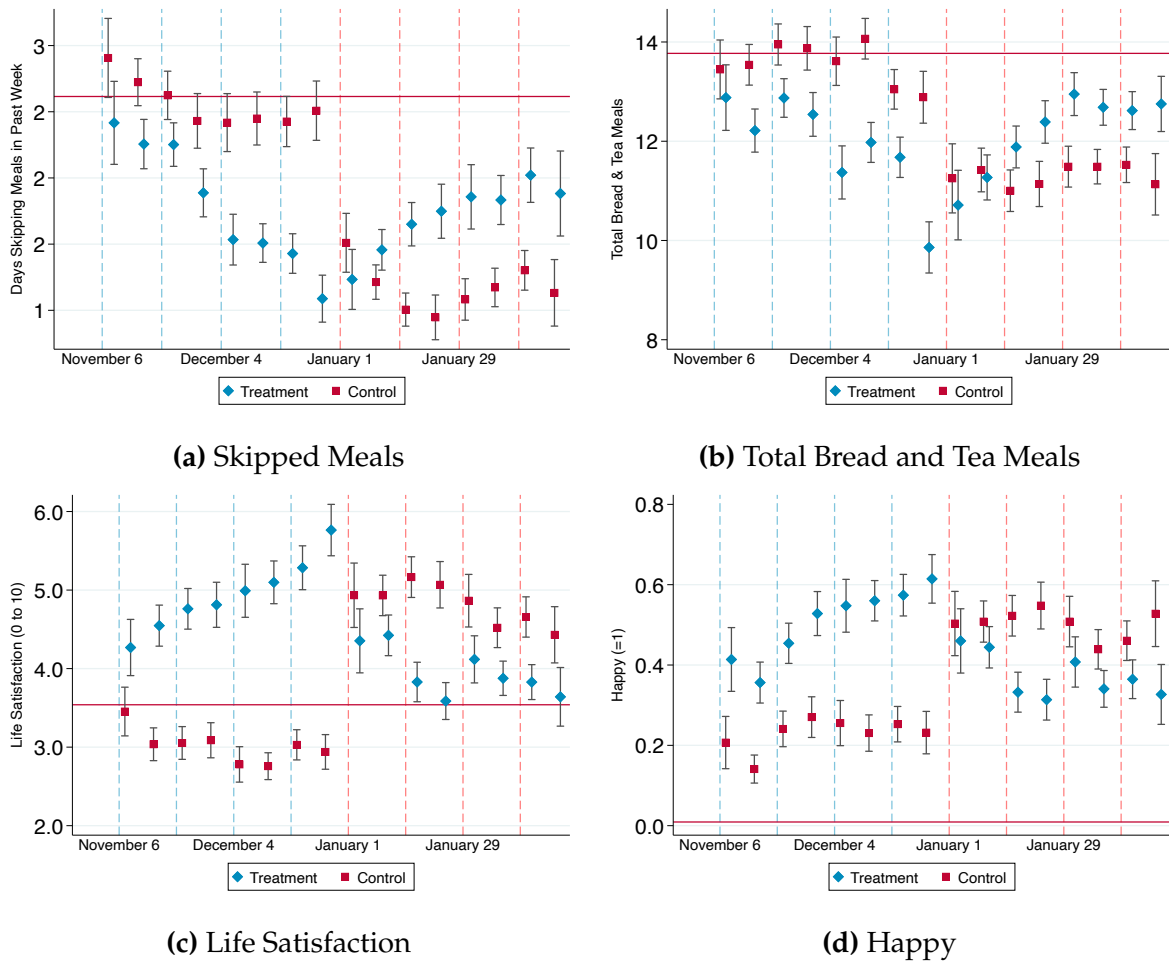 Days Skipping Meals in Past Week
3
2
2
2
1
November 6 December 4 January 1 January 29
Treatment Control
(a) Skipped Meals
Total Bread & Tea Meals
14
12
10
8
November 6 December 4 January 1 January 29
Treatment Control
(b) Total Bread and Tea Meals
Life Satisfaction (0 to 10)
6.0
5.0
4.0
3.0
2.0
November 6 December 4 January 1 January 29
Treatment Control
(c) Life Satisfaction
Happy (=1)
0.8
0.6
0.4
0.2
0.0
November 6 December 4 January 1 January 29
Treatment Control
(d) Happy